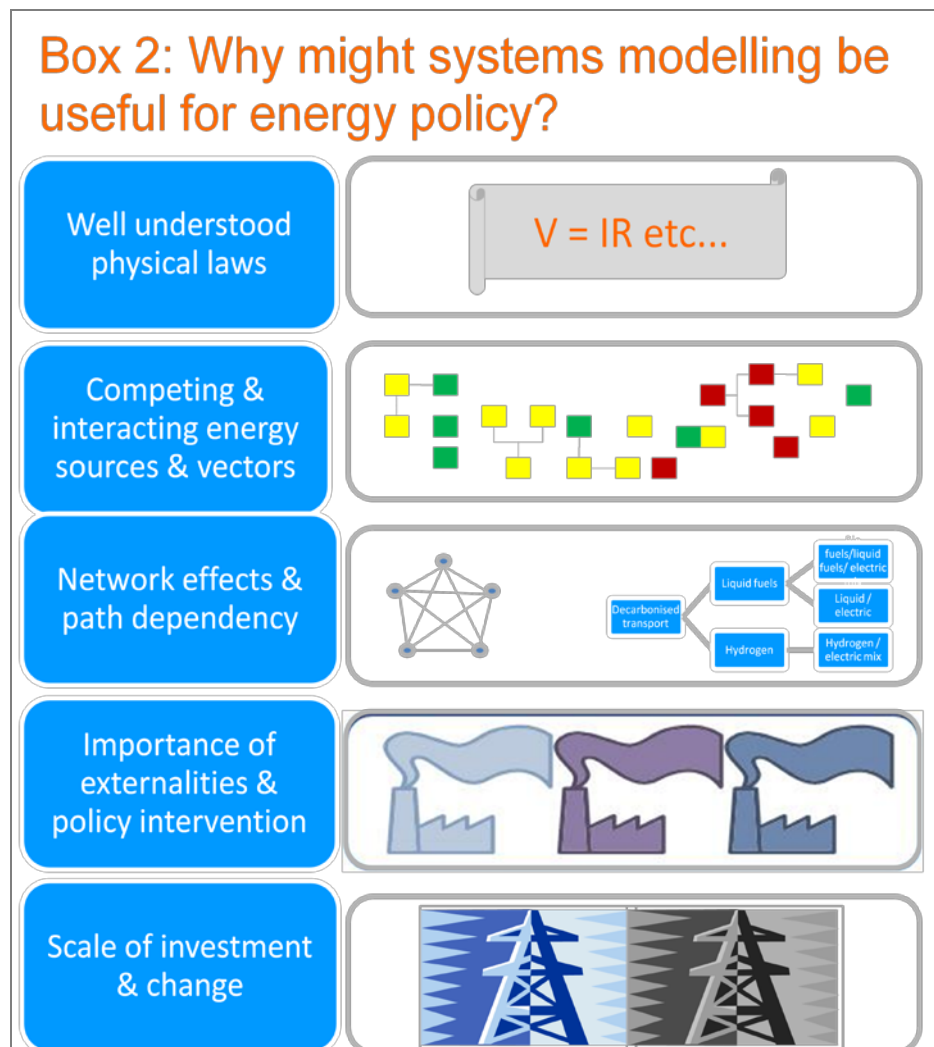 Box 2: Why might systems modelling be
useful for energy policy?
Well understood
physical laws
V = IR etc...
Competing &
interacting energy
sources & vectors
Network effects &
path dependency
Decarbonised
transport
Liquid fuels
Hydrogen
fuels/liquid
fuels/ electric
Liquid /
electric
Hydrogen /
electric mix
Importance of
externalities &
policy intervention
Scale of investment
& change